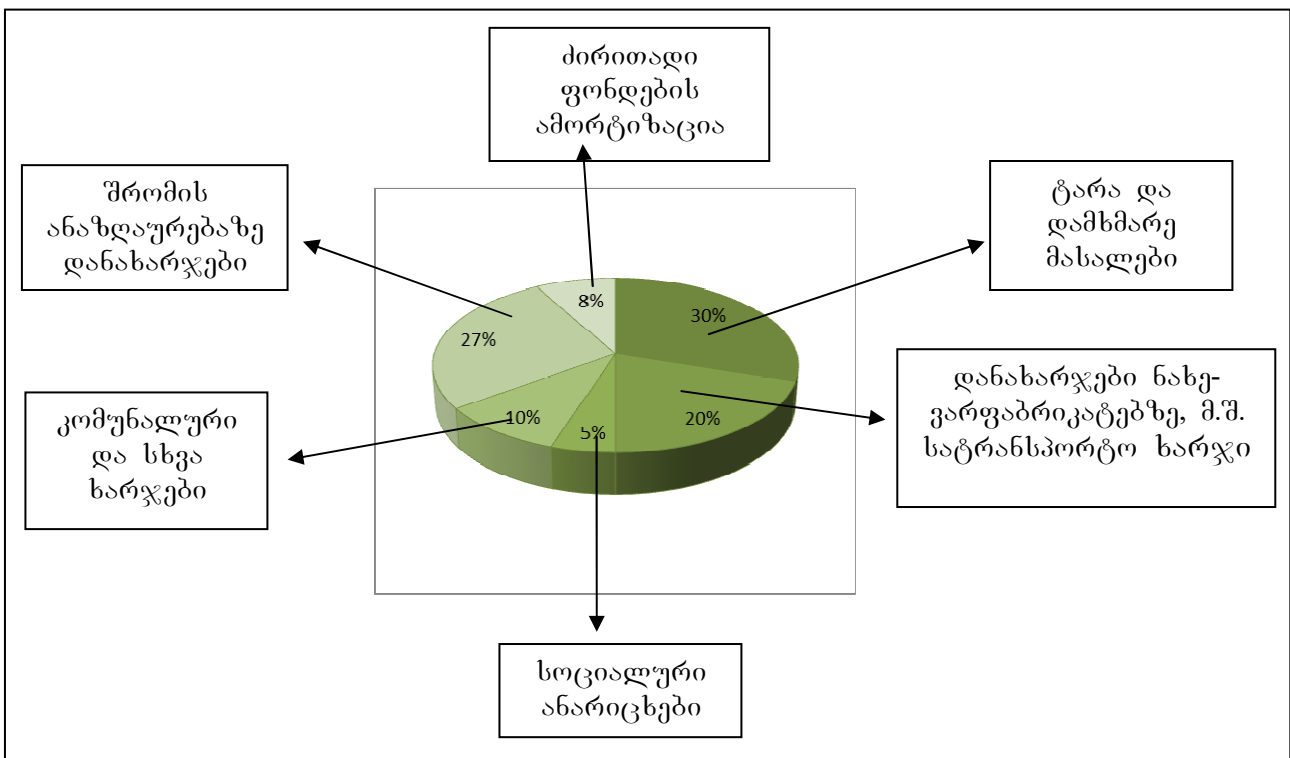 ძირითადი
ფონდების
ამორტიზაცია
შრომის
ანაზღაურებაზე
დანახარჯები
ტარა და
დამხმარე
მასალები
8%
30%
27%
დანახარჯები ნახე-
ვარფაბრიკატებზე, მ.შ.
სატრანსპორტო ხარჯი
კომუნალური
და სხვა
ხარჯები
10%
5%
20%
სოციალური
ანარიცხები